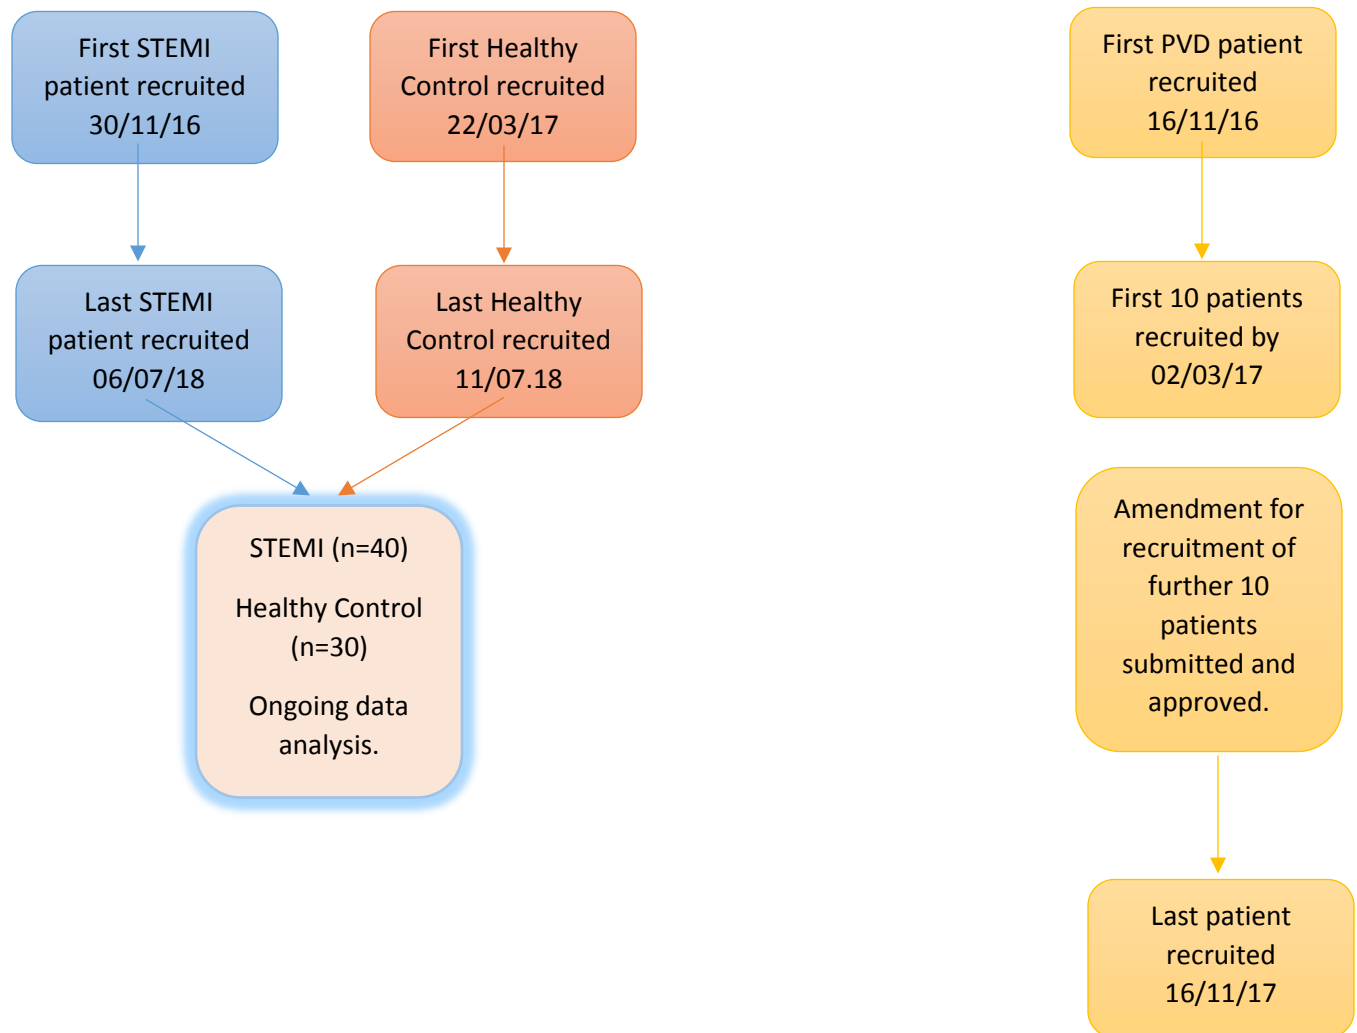 First STEMI
patient recruited
30/11/16
First Healthy
Control recruited
22/03/17
First PVD patient
recruited
16/11/16
Last STEMI
patient recruited
06/07/18
Last Healthy
Control recruited
11/07.18
First 10 patients
recruited by
02/03/17
STEMI (n=40)
Healthy Control
(n=30)
Ongoing data
analysis.
Amendment for
recruitment of
further 10
patients
submitted and
approved.
Last patient
recruited
16/11/17